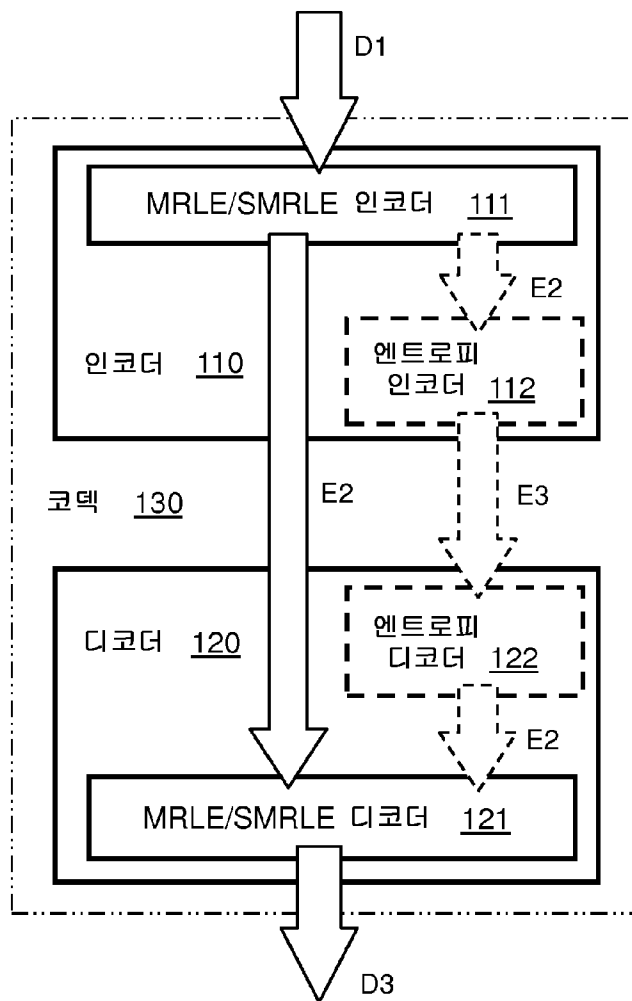 D1
MRLE/SMRLE 인코더 111
E2
엔트로피
인코더 112
인코더 110
E2
E3
코덱 130
엔트로피
디코더 122
디코더 120
E2
MRLE/SMRLE 디코더 121
D3